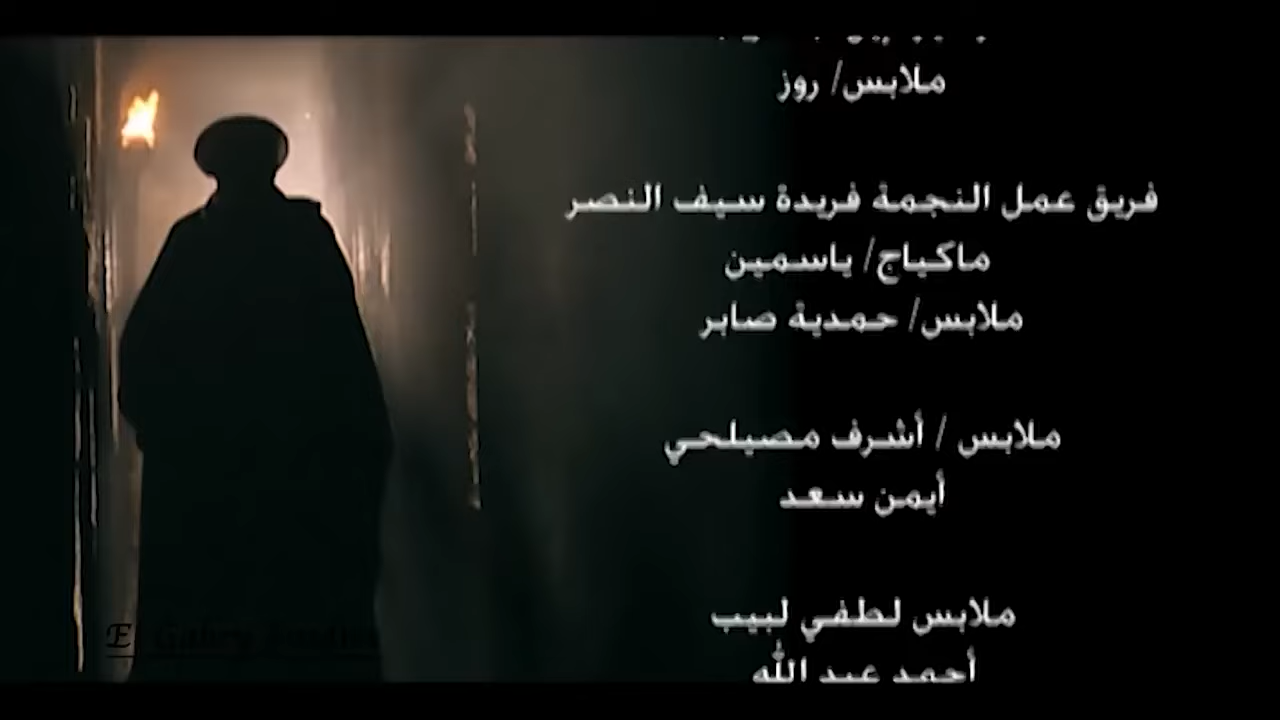 ملابس/ روز
فريق عمل النجمة فريدة سيف النصر
ماكياج/ ياسمين
ملابس/ حمدية صابر
ملابس / أشرف مصيلحي
أيمن سعد
ملابس لطفي لبيب
أحمد عبد الله